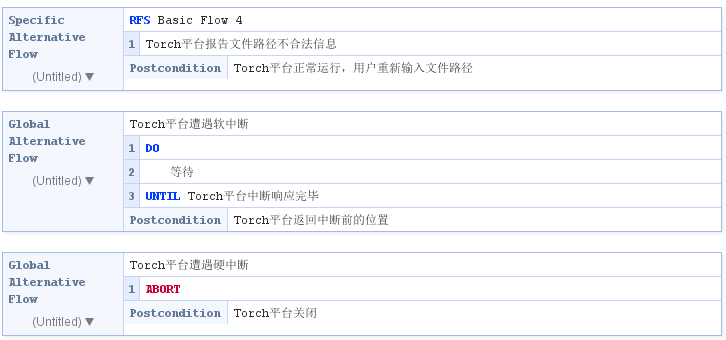 Specific Alternative Flow
(Untitled) ▼
RFS Basic Flow 4
1 Torch平台报告文件路径不合法信息
Postcondition Torch平台正常运行，用户重新输入文件路径
Global Alternative Flow
(Untitled) ▼
Torch平台遭遇软中断
1 DO
2 等待
3 UNTIL Torch平台中断响应完毕
Postcondition Torch平台返回中断前的位置
Global Alternative Flow
(Untitled) ▼
Torch平台遭遇硬中断
1 ABORT
Postcondition Torch平台关闭